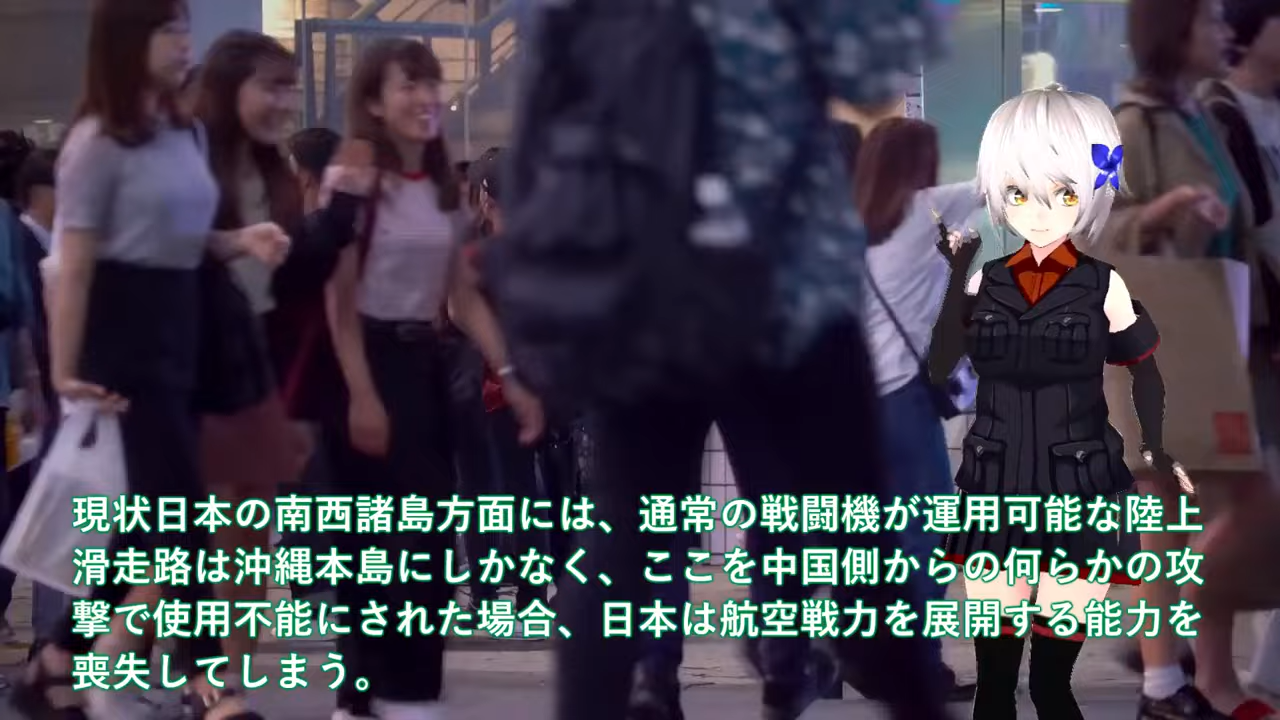 現状日本の南西諸島方面には、通常の戦闘機が運用可能な陸上
滑走路は沖縄本島にしかなく、ここを中国側からの何らかの攻
撃で使用不能にされた場合、日本は航空戦力を展開する能力を
喪失してしまう。